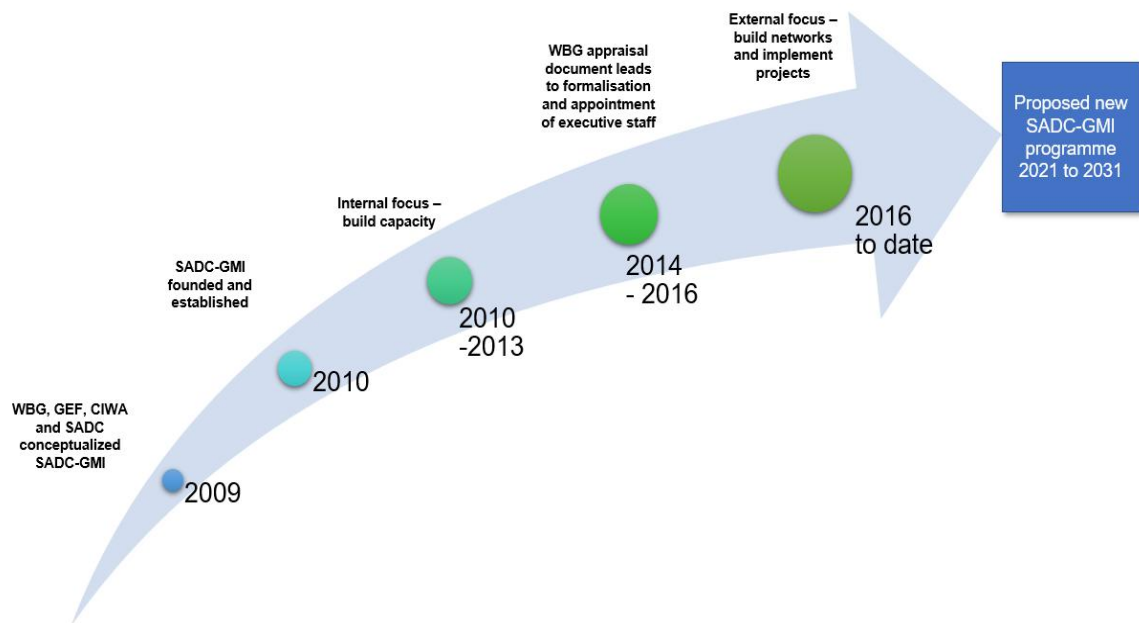 WBG, GEF, CIWA
and SADC
conceptualized
SADC-GMI
2009
SADC-GMI
founded and
established
2010
Internal focus –
build capacity
2010
-2013
WBG appraisal
document leads
to formalisation
and appointment
of executive staff
2014
- 2016
External focus –
build networks
and implement
projects
2016
to date
Proposed new
SADC-GMI
programme
2021 to 2031